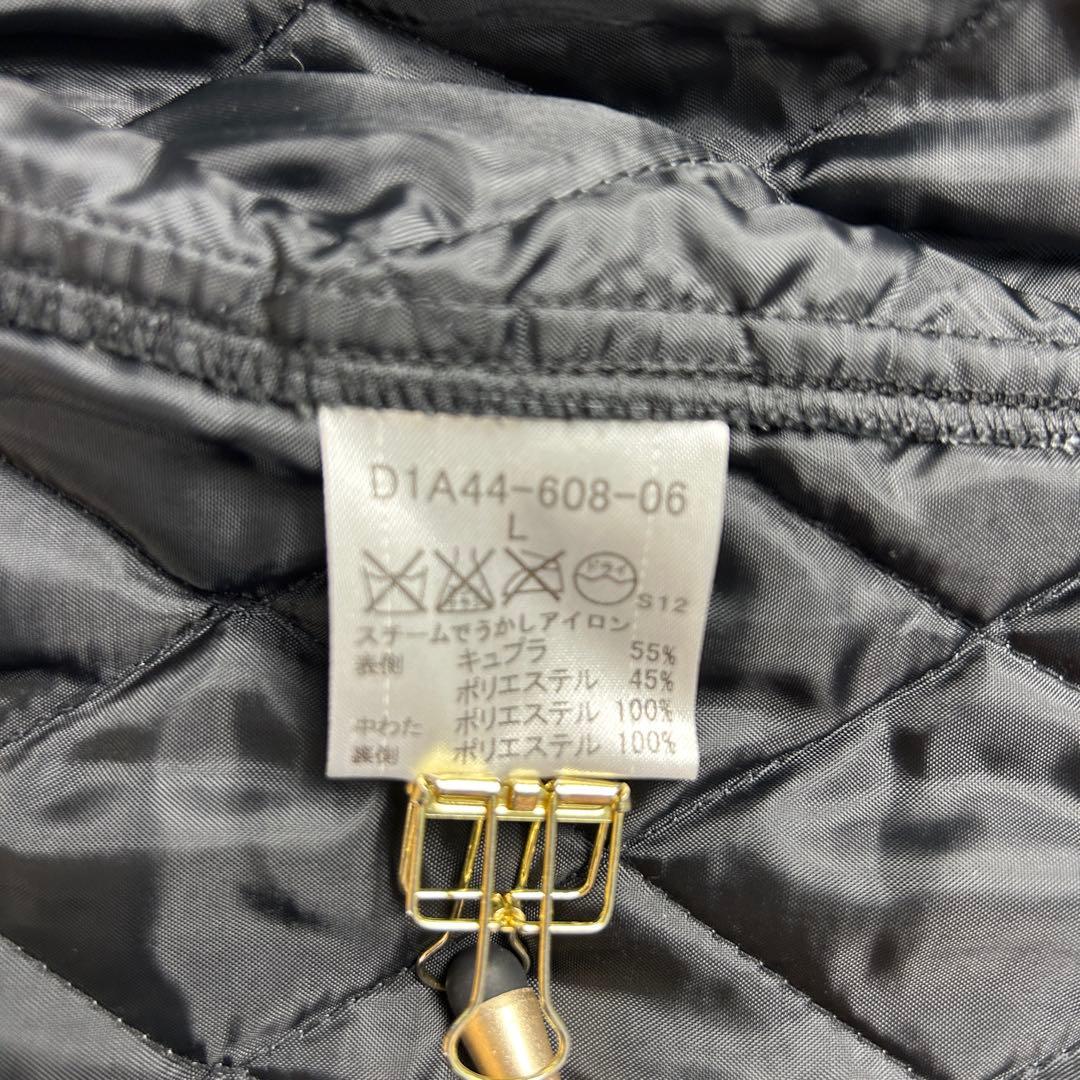 D1A44-608-06
L
ドライ
S12
スチームでうかしアイロン
表側 キュプラ 55%
ポリエステル 45%
中わた ポリエステル 100%
裏側 ポリエステル 100%